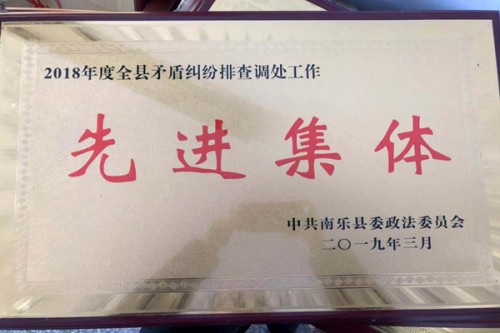 2018年度全县矛盾纠纷排查调处工作
先进集体
中共南乐县委政法委员会
二〇一九年三月